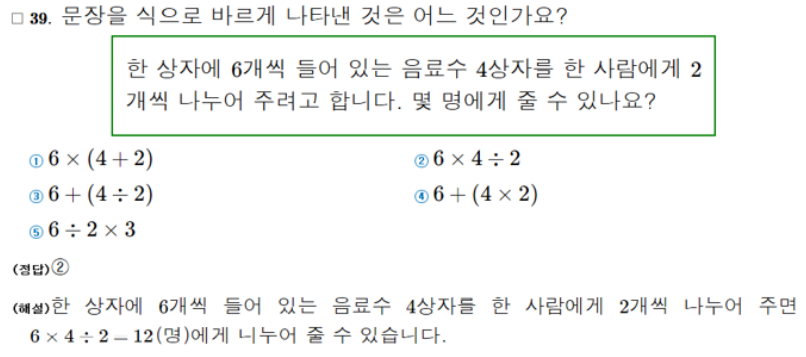 □ 39. 문장을 식으로 바르게 나타낸 것은 어느 것인가요?
한 상자에 6개씩 들어 있는 음료수 4상자를 한 사람에게 2
개씩 나누어 주려고 합니다. 몇 명에게 줄 수 있나요?
① 6 × (4 + 2) ② 6 × 4 ÷ 2
③ 6 + (4 ÷ 2) ④ 6 + (4 × 2)
⑤ 6 ÷ 2 × 3
(정답)②
(해설)한 상자에 6개씩 들어 있는 음료수 4상자를 한 사람에게 2개씩 나누어 주면
6 × 4 ÷ 2 = 12(명)에게 나누어 줄 수 있습니다.